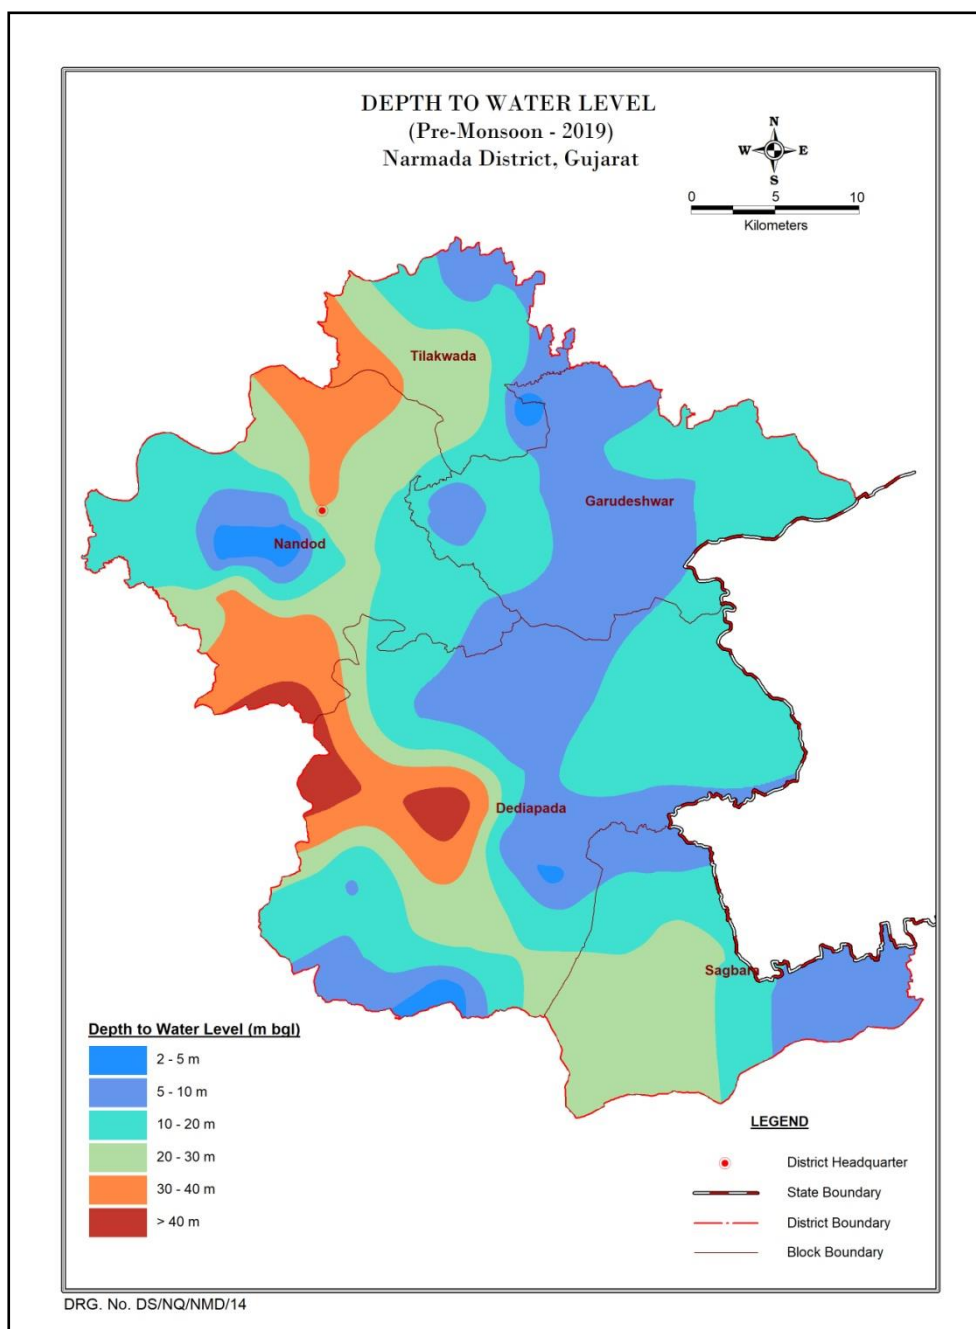 DEPTH TO WATER LEVEL
(Pre-Monsoon - 2019)
Narmada District, Gujarat
N
W E
S
0 5 10
Kilometers
Tilakwada
Garudeshwar
Nandod
Dediapada
Sagbara
Depth to Water Level (m bgl)
2 - 5 m
5 - 10 m
10 - 20 m
20 - 30 m
30 - 40 m
> 40 m
LEGEND
District Headquarter
State Boundary
District Boundary
Block Boundary
DRG. No. DS/NQ/NMD/14